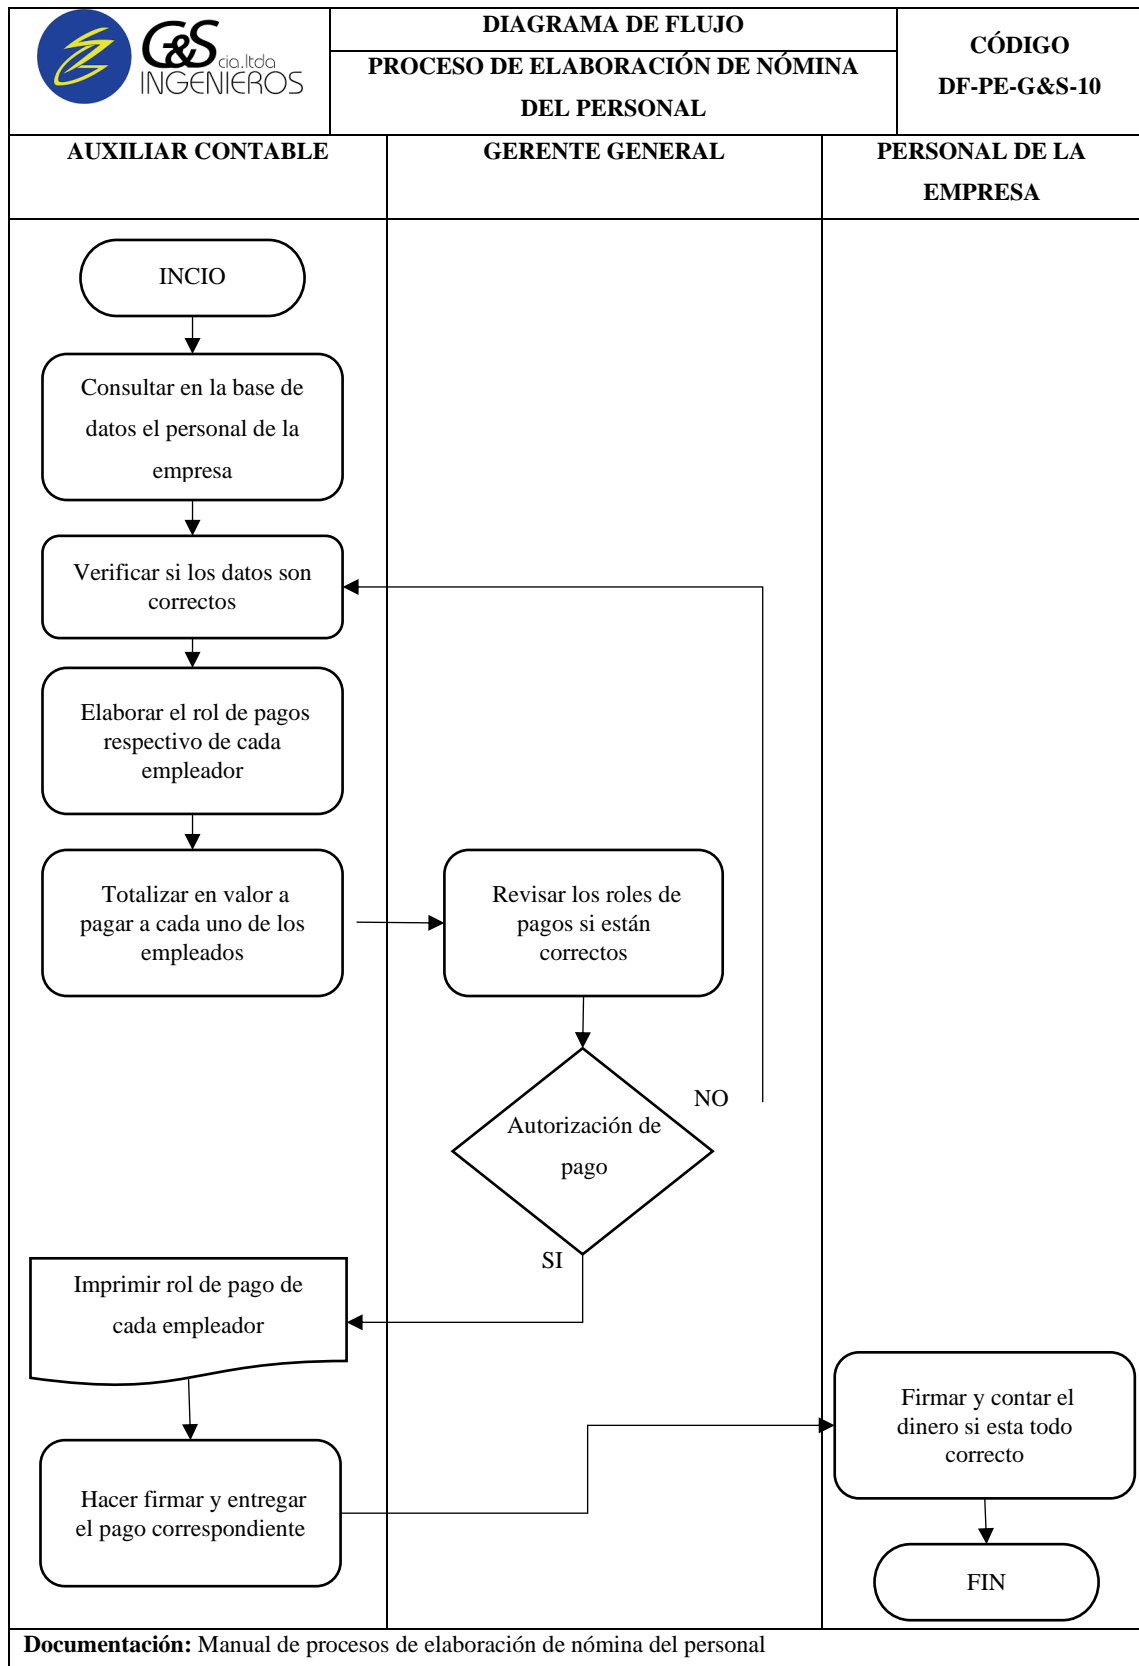 G&S cia.ltda
INGENIEROS
DIAGRAMA DE FLUJO
PROCESO DE ELABORACIÓN DE NÓMINA
DEL PERSONAL
CÓDIGO
DF-PE-G&S-10
AUXILIAR CONTABLE
GERENTE GENERAL
PERSONAL DE LA
EMPRESA
INCIO
Consultar en la base de
datos el personal de la
empresa
Verificar si los datos son
correctos
Elaborar el rol de pagos
respectivo de cada
empleador
Totalizar en valor a
pagar a cada uno de los
empleados
Revisar los roles de
pagos si están
correctos
Autorización de
pago
NO
SI
Imprimir rol de pago de
cada empleador
Hacer firmar y entregar
el pago correspondiente
Firmar y contar el
dinero si esta todo
correcto
FIN
Documentación: Manual de procesos de elaboración de nómina del personal